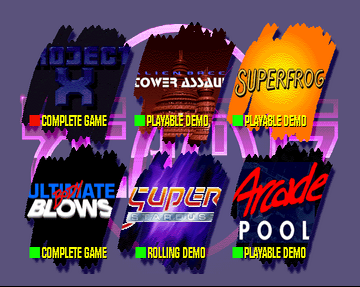 PROJECT
X
COMPLETE GAME
ALIEN BREED
TOWER ASSAULT
PLAYABLE DEMO
SUPERFROG
PLAYABLE DEMO
ULTIMATE
BODY
BLOWS
COMPLETE GAME
SUPER
STARDUST
ROLLING DEMO
Arcade
POOL
PLAYABLE DEMO